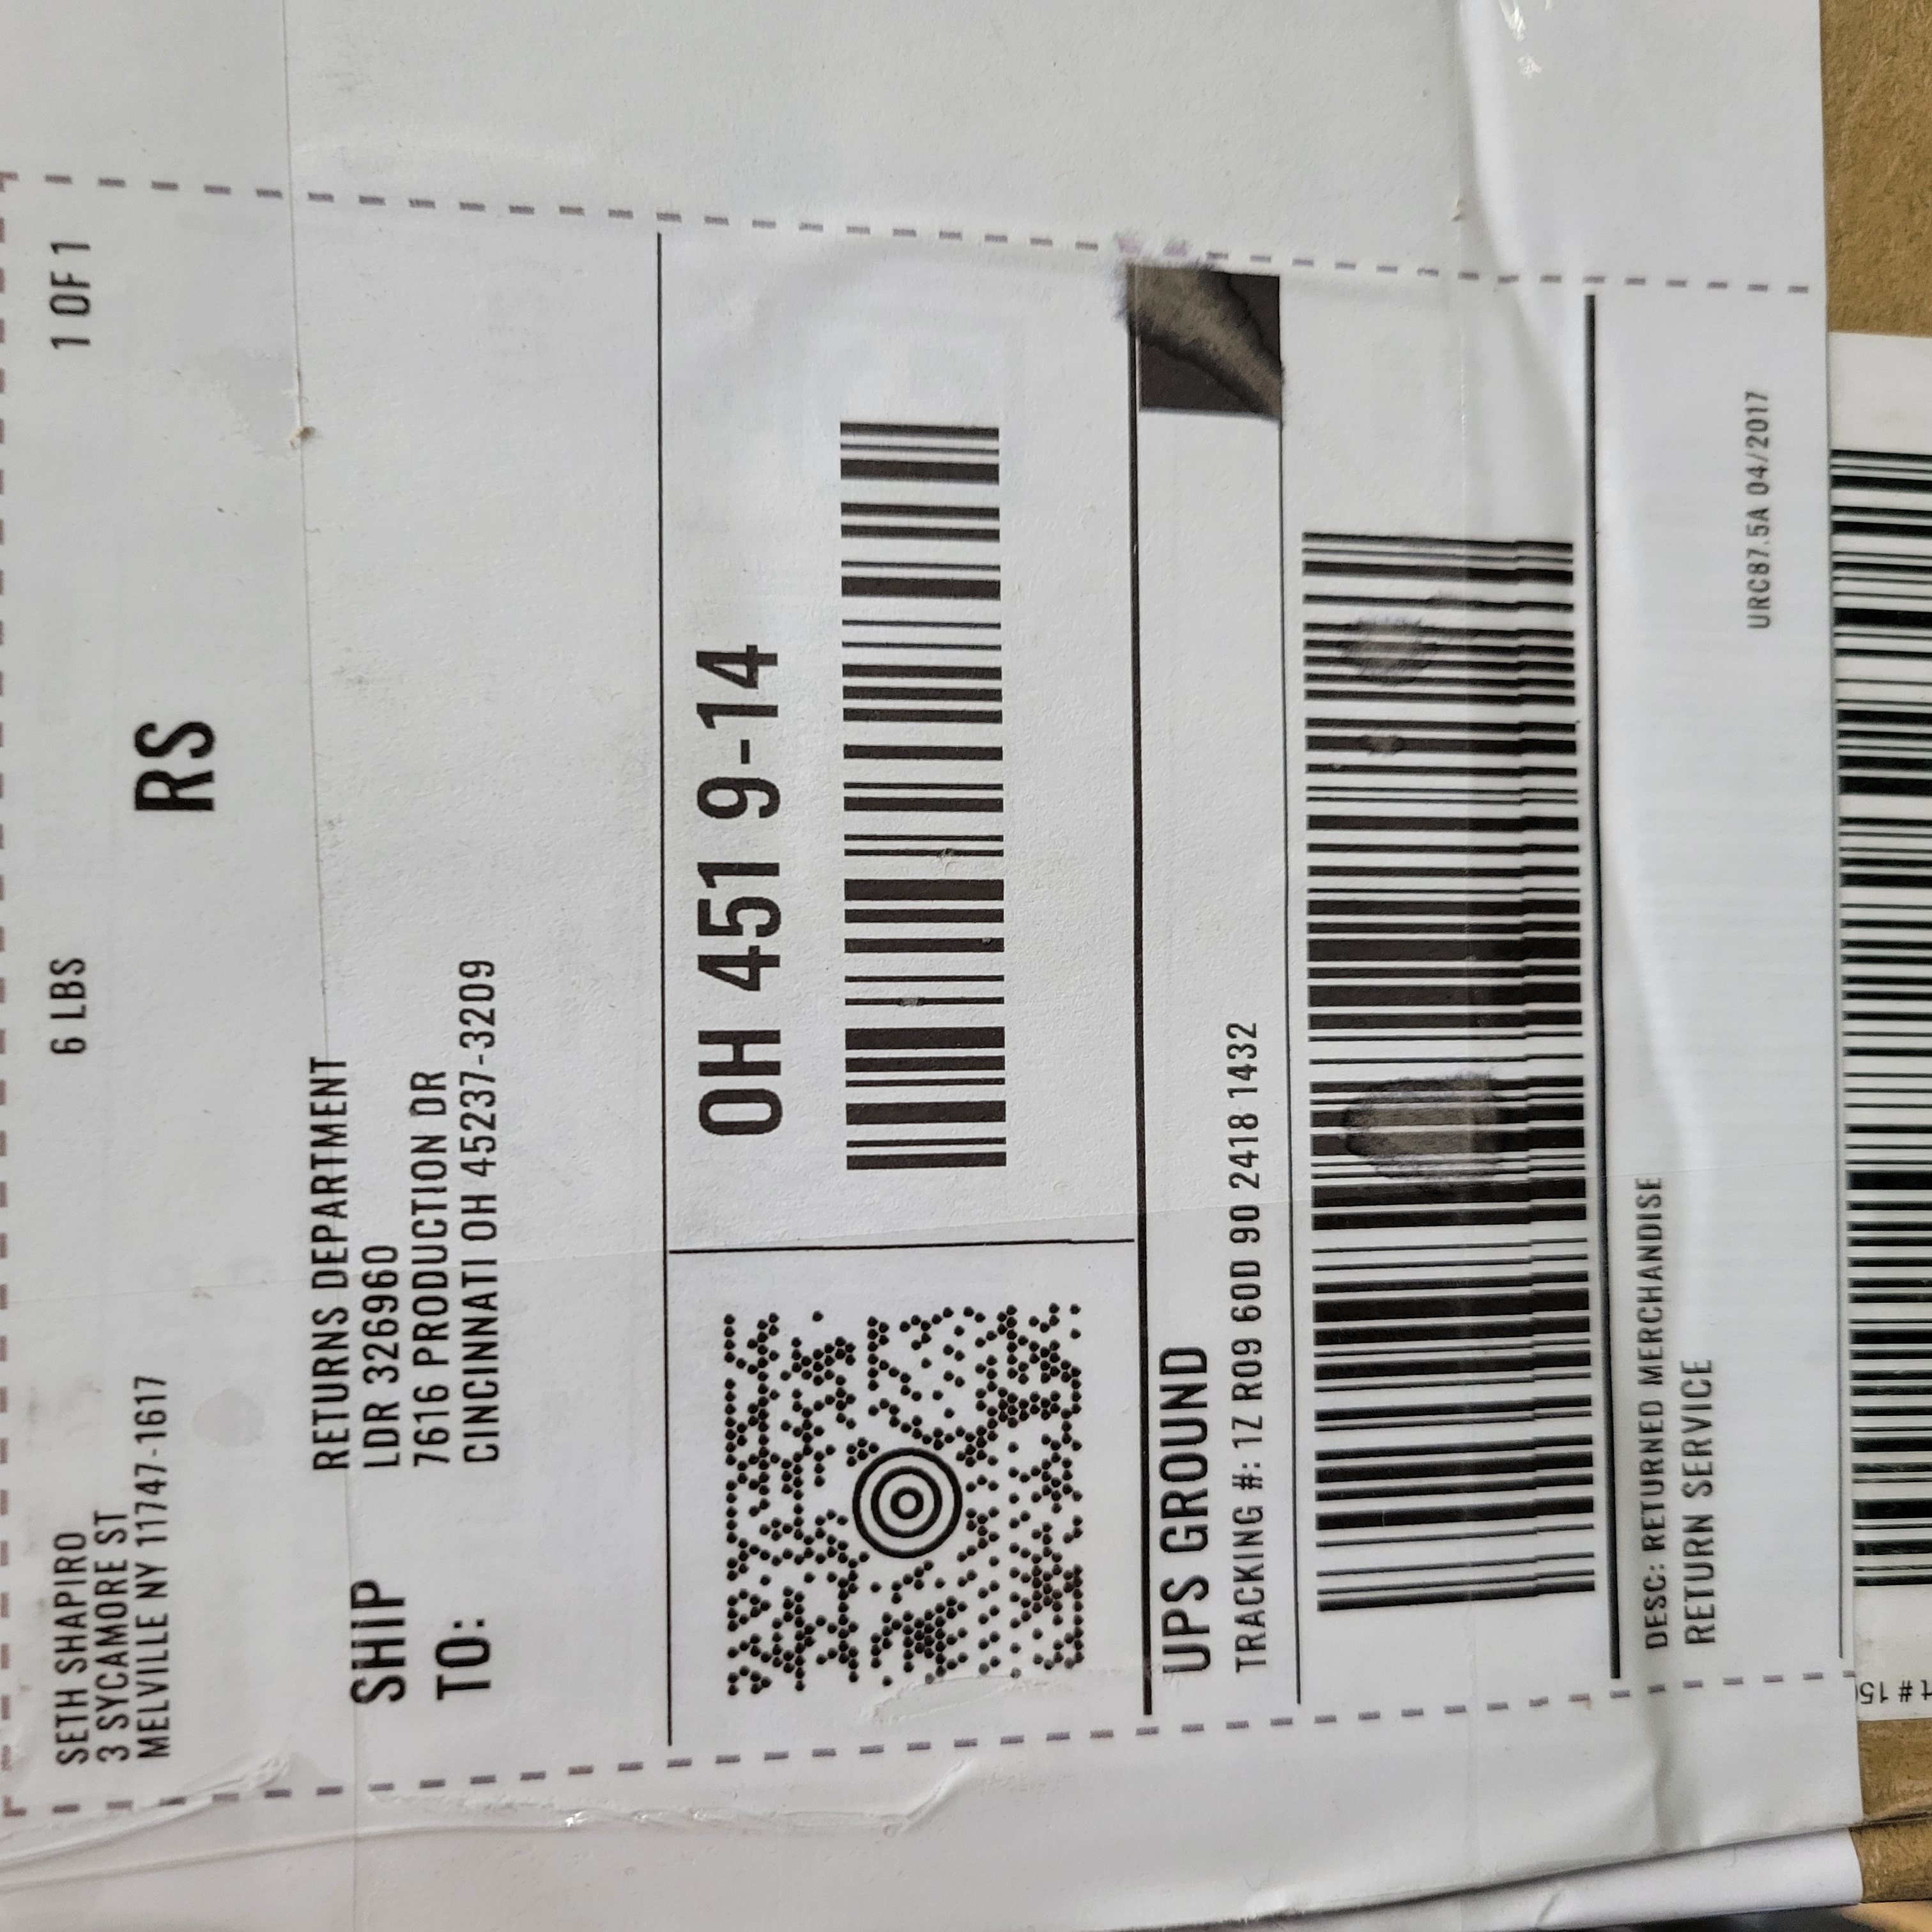 SETH SHAPIRO
3 SYCAMORE ST
MELVILLE NY 11747-1617
6 LBS
1 OF 1
RS
SHIP
TO:
RETURNS DEPARTMENT
LDR 326960
7616 PRODUCTION DR
CINCINNATI OH 45237-3209
OH 451 9-14
UPS GROUND
TRACKING #: 1Z R09 60D 90 2418 1432
DESC: RETURNED MERCHANDISE
RETURN SERVICE
URC87.5A 04/2017